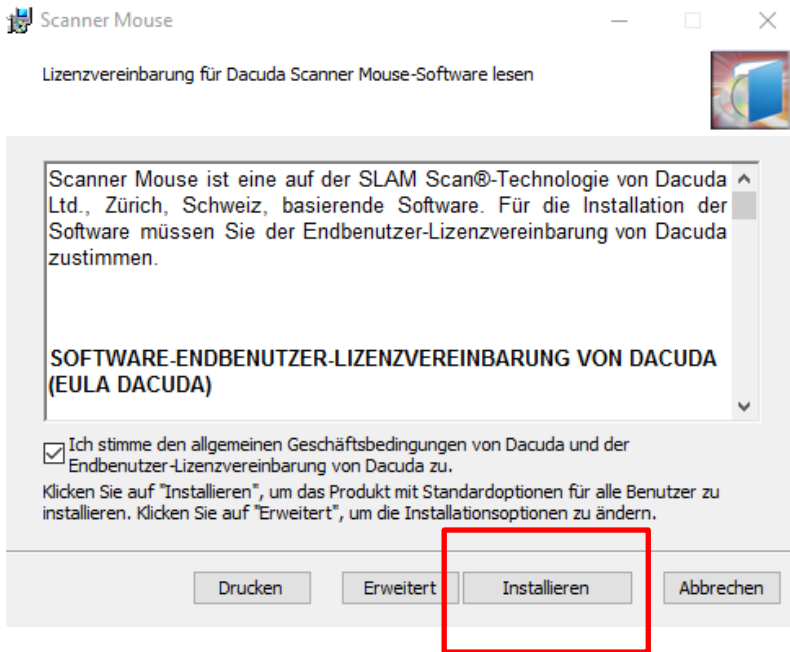 Scanner Mouse
Lizenzvereinbarung für Dacuda Scanner Mouse-Software lesen
Scanner Mouse ist eine auf der SLAM Scan®-Technologie von Dacuda
Ltd., Zürich, Schweiz, basierende Software. Für die Installation der
Software müssen Sie der Endbenutzer-Lizenzvereinbarung von Dacuda
zustimmen.
SOFTWARE-ENDBENUTZER-LIZENZVEREINBARUNG VON DACUDA
(EULA DACUDA)
Ich stimme den allgemeinen Geschäftsbedingungen von Dacuda und der
Endbenutzer-Lizenzvereinbarung von Dacuda zu.
Klicken Sie auf "Installieren", um das Produkt mit Standardoptionen für alle Benutzer zu
installieren. Klicken Sie auf "Erweitert", um die Installationsoptionen zu ändern.
Drucken Erweitert Installieren Abbrechen